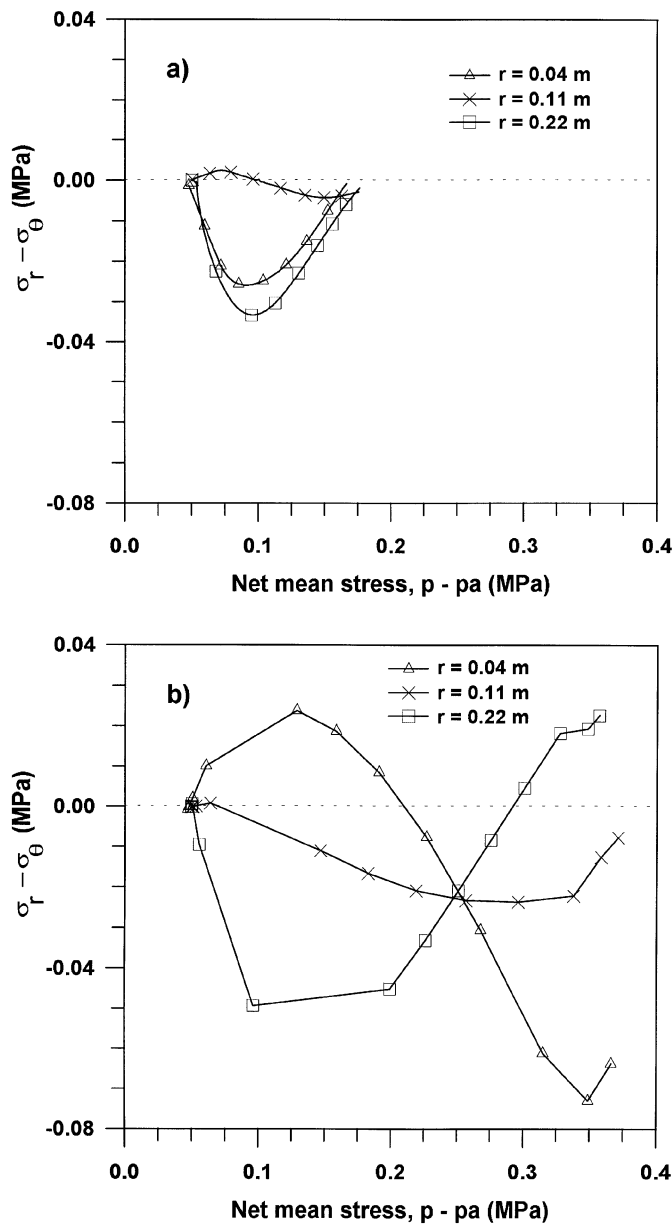 0.04
a)
r = 0.04 m
r = 0.11 m
r = 0.22 m
0.00
σr – σθ (MPa)
-0.04
-0.08
0.0 0.1 0.2 0.3 0.4
Net mean stress, p - pa (MPa)
0.04
b)
r = 0.04 m
r = 0.11 m
r = 0.22 m
0.00
σr – σθ (MPa)
-0.04
-0.08
0.0 0.1 0.2 0.3 0.4
Net mean stress, p - pa (MPa)